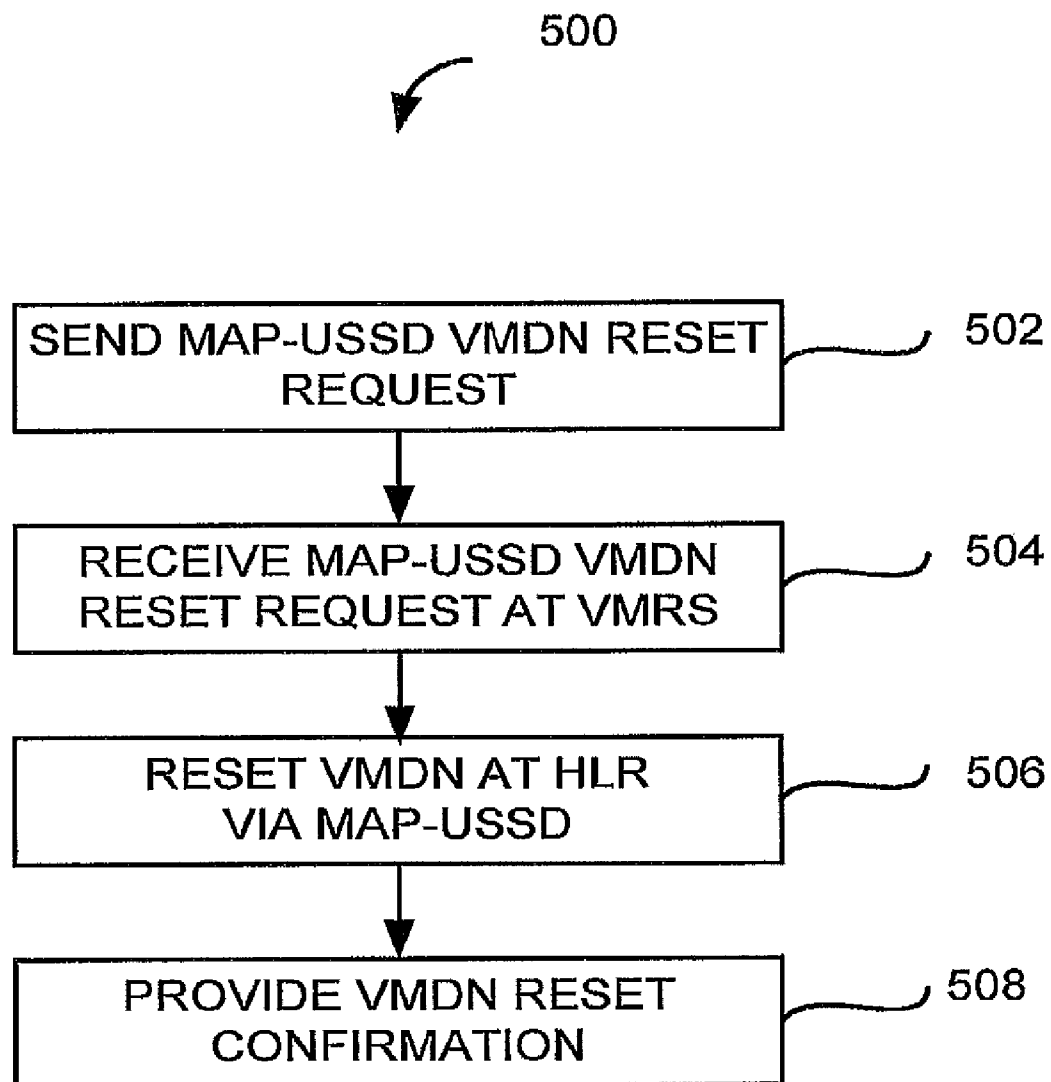 500
SEND MAP-USSD VMDN RESET
REQUEST
502
RECEIVE MAP-USSD VMDN
RESET REQUEST AT VMRS
504
RESET VMDN AT HLR
VIA MAP-USSD
506
PROVIDE VMDN RESET
CONFIRMATION
508